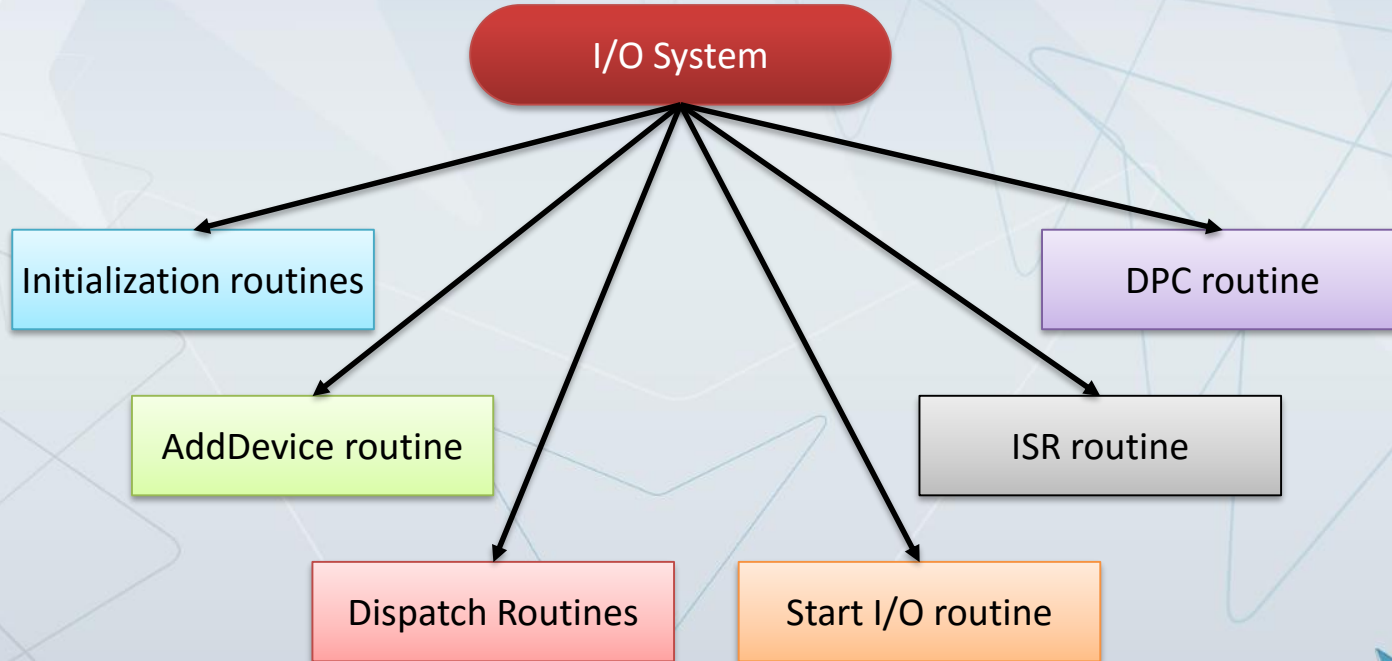 I/O System
Initialization routines
DPC routine
AddDevice routine
ISR routine
Dispatch Routines
Start I/O routine